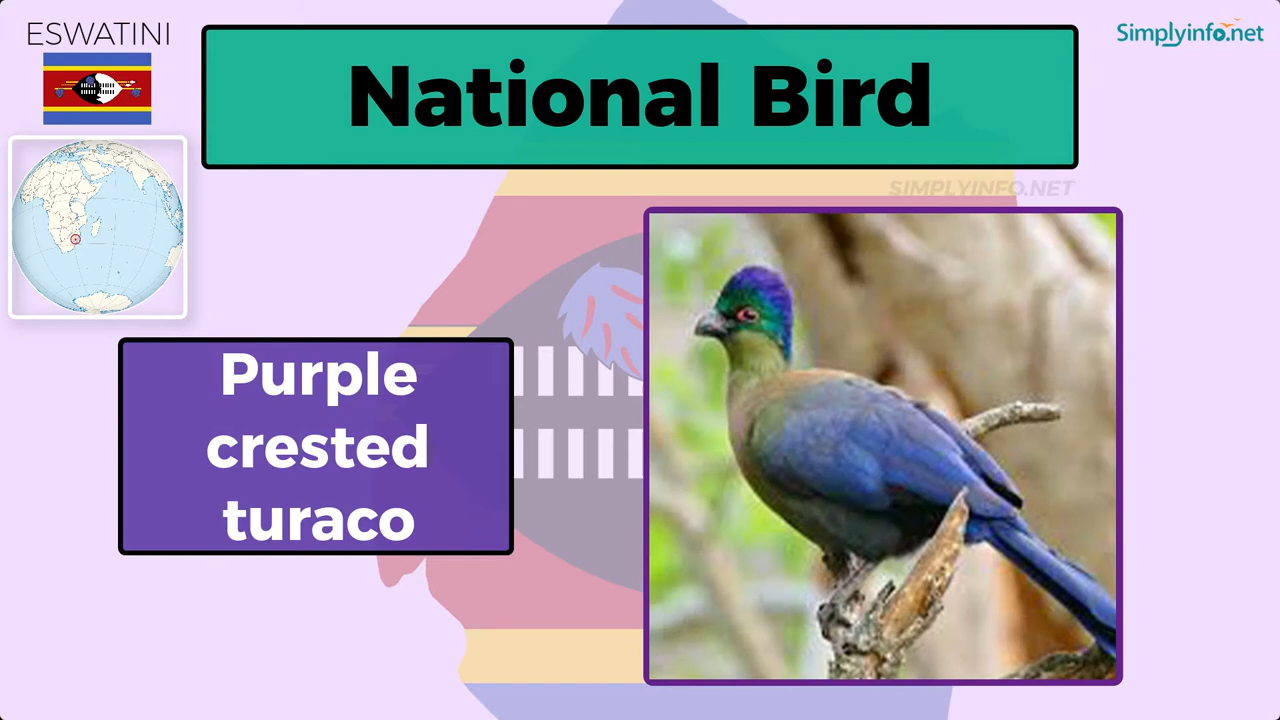 ESWATINI
National Bird
Simplyinfo.net
SIMPLYINFO.NET
Purple
crested
turaco